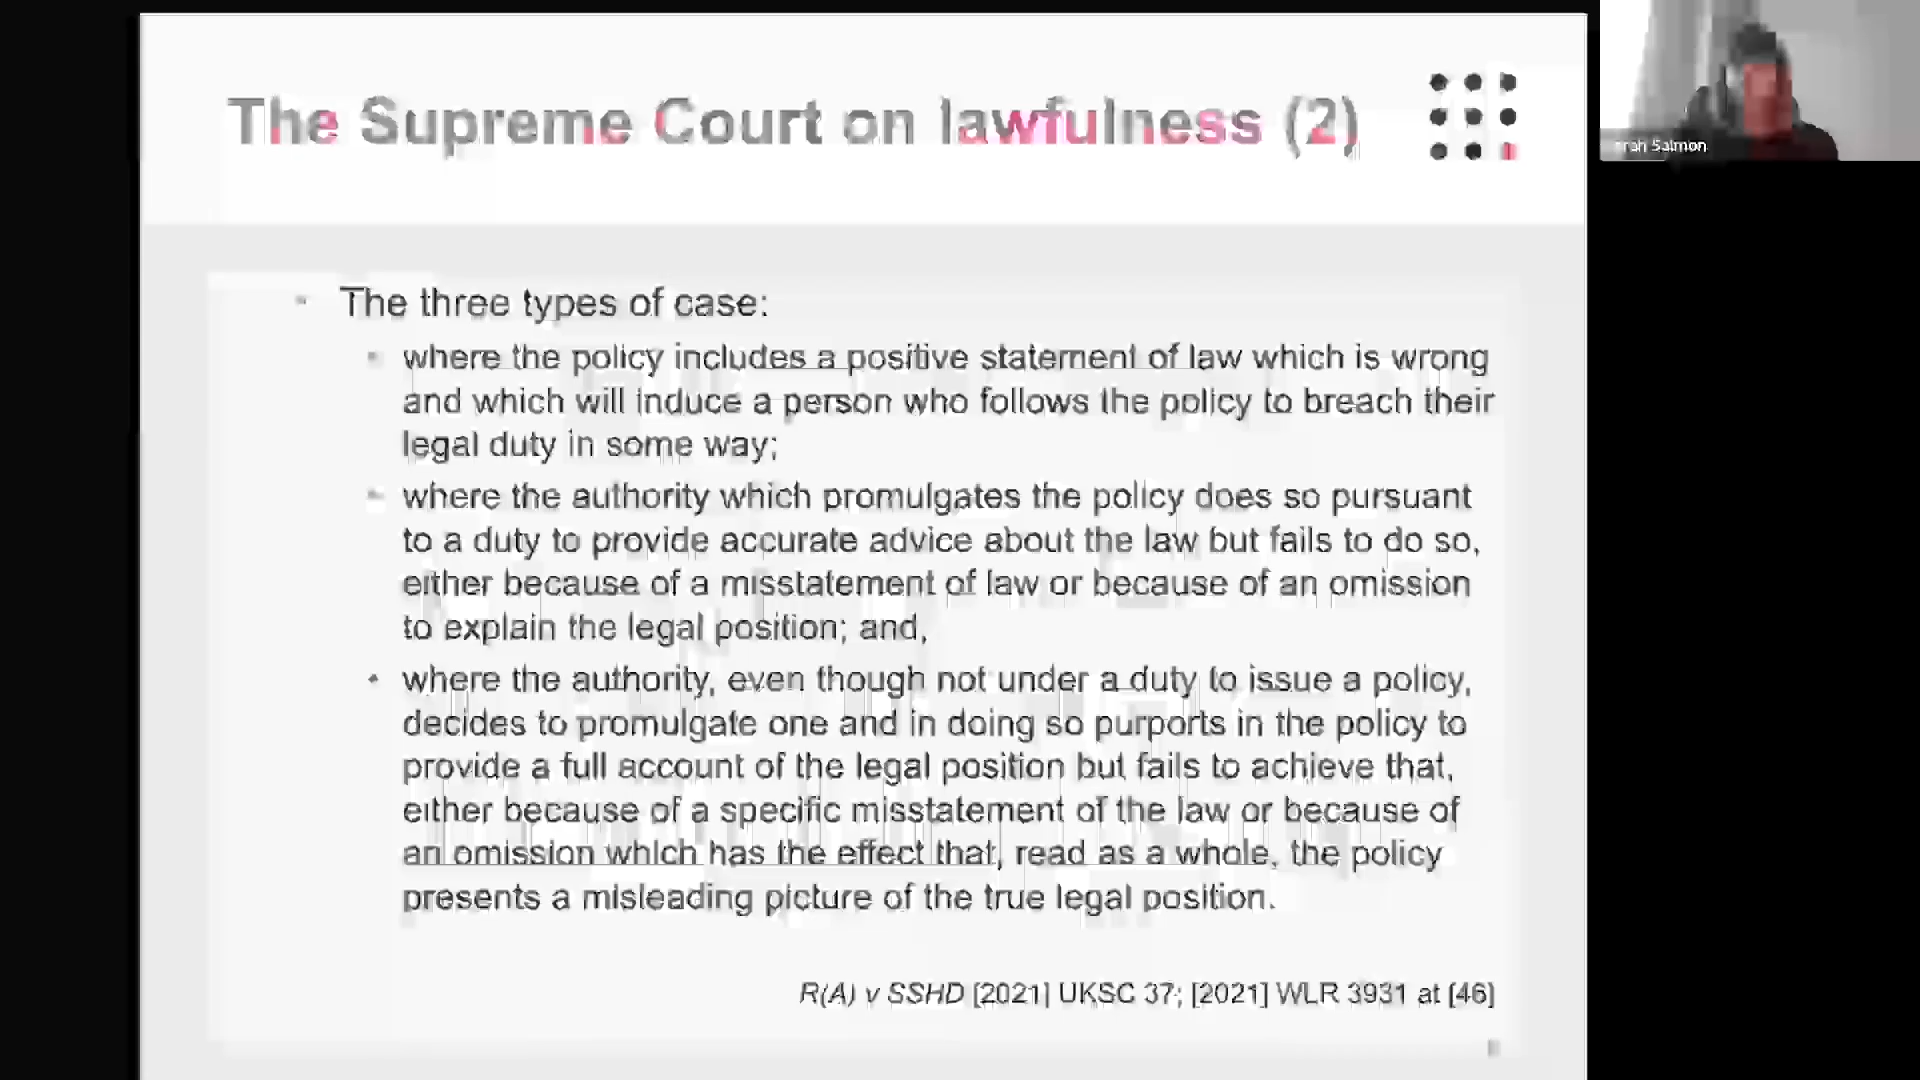 The Supreme Court on lawfulness (2)
Salmon
The three types of case:
where the policy includes a positive statement of law which is wrong
and which will induce a person who follows the policy to breach their
legal duty in some way;
where the authority which promulgates the policy does so pursuant
to a duty to provide accurate advice about the law but fails to do so,
either because of a misstatement of law or because of an omission
to explain the legal position; and,
where the authority, even though not under a duty to issue a policy,
decides to promulgate one and in doing so purports in the policy to
provide a full account of the legal position but fails to achieve that,
either because of a specific misstatement of the law or because of
an omission which has the effect that, read as a whole, the policy
presents a misleading picture of the true legal position.
R(A) v SSHD [2021] UKSC 37; [2021] WLR 3931 at [46]